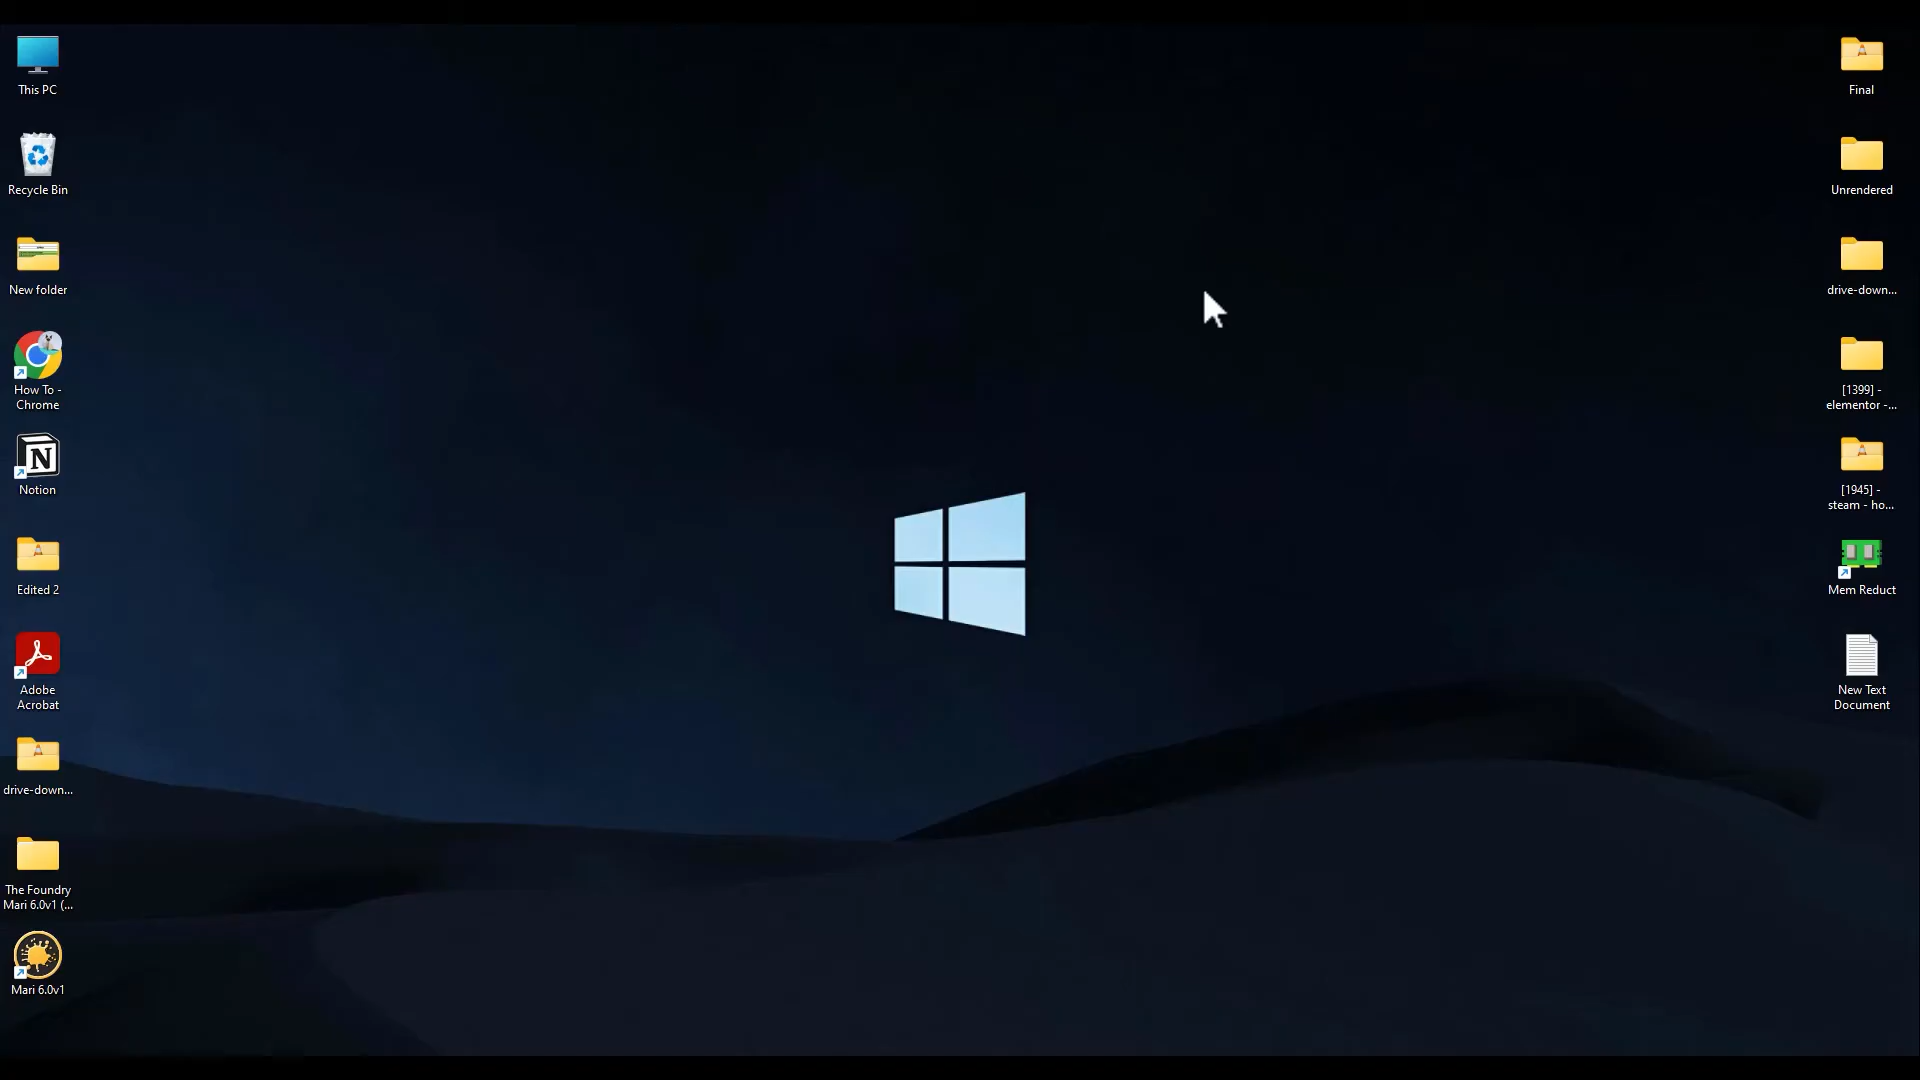 This PC
Recycle Bin
New folder
How To -
Chrome
Notion
Edited 2
Adobe
Acrobat
drive-down...
The Foundry
Mari 6.0v1 (...
Mari 6.0v1
Final
Unrendered
drive-down...
[1399] -
elementor -...
[1945] -
steam - ho...
Mem Reduct
New Text
Document